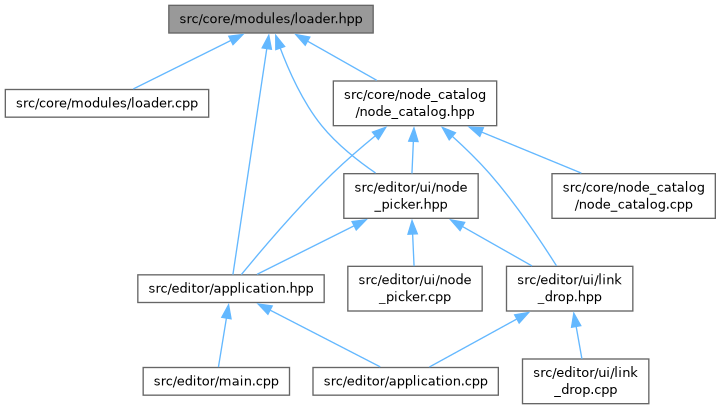 src/core/modules/loader.hpp
src/core/modules/loader.cpp
src/core/node_catalog
/node_catalog.hpp
src/editor/ui/node
_picker.hpp
src/core/node_catalog
/node_catalog.cpp
src/editor/application.hpp
src/editor/ui/node
_picker.cpp
src/editor/ui/link
_drop.hpp
src/editor/main.cpp
src/editor/application.cpp
src/editor/ui/link
_drop.cpp